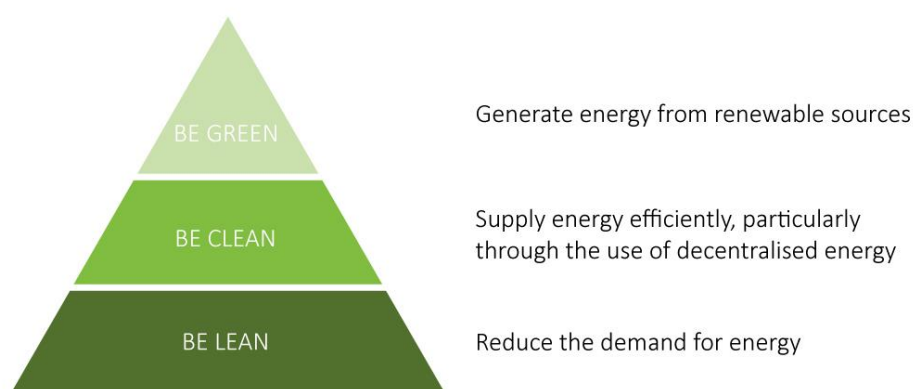 BE GREEN
Generate energy from renewable sources
BE CLEAN
Supply energy efficiently, particularly
through the use of decentralised energy
BE LEAN
Reduce the demand for energy